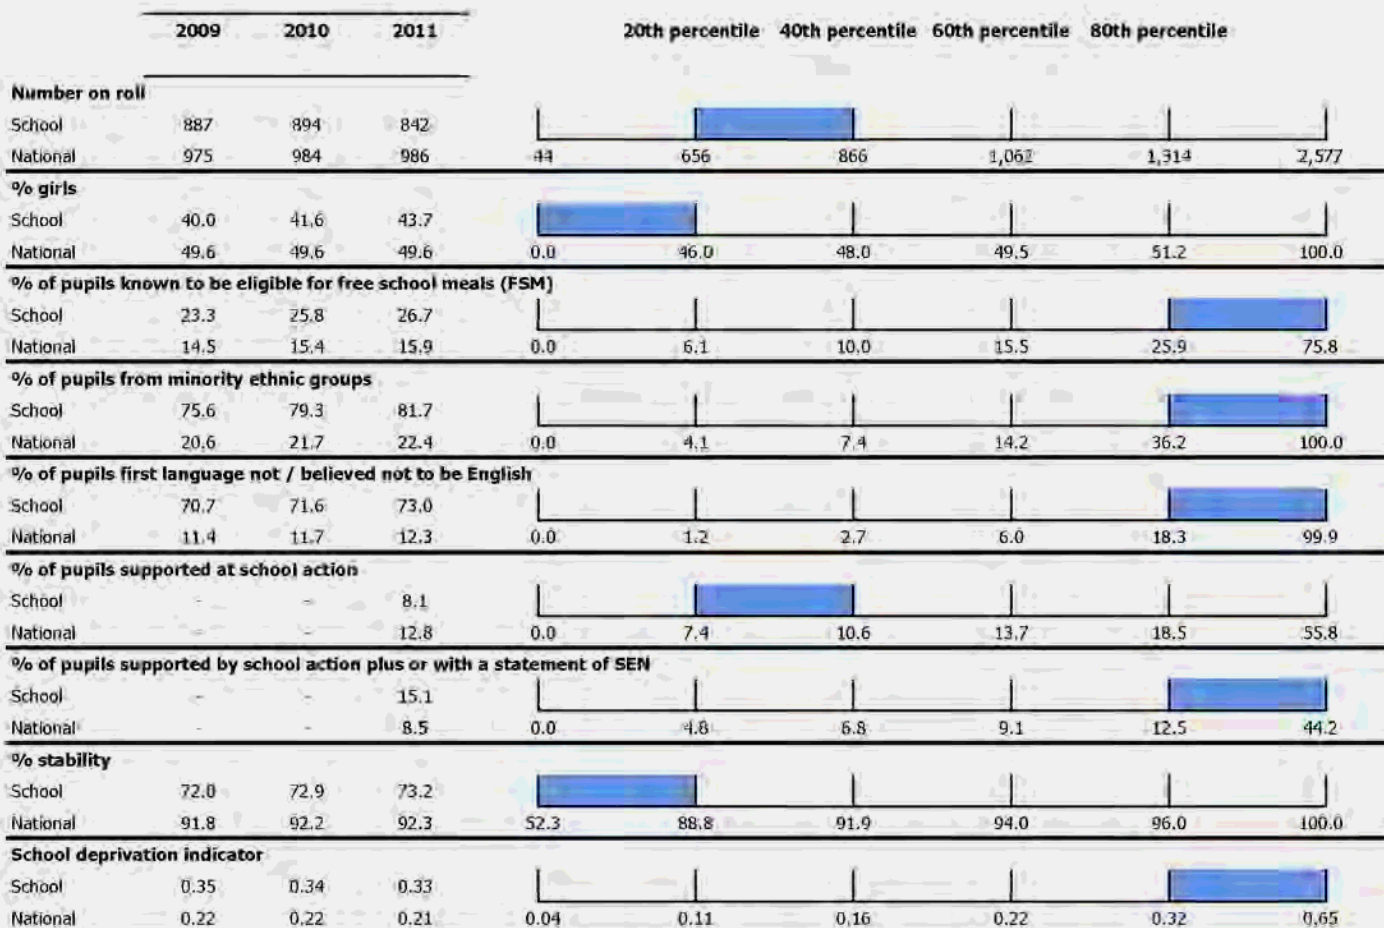 2009 2010 2011 20th percentile 40th percentile 60th percentile 80th percentile
Number on roll
School 887 894 842
National 975 984 986 44 656 866 1,062 1,314 2,577
% girls
School 40.0 41.6 43.7
National 49.6 49.6 49.6 0.0 46.0 48.0 49.5 51.2 100.0
% of pupils known to be eligible for free school meals (FSM)
School 23.3 25.8 26.7
National 14.5 15.4 15.9 0.0 6.1 10.0 15.5 25.9 75.8
% of pupils from minority ethnic groups
School 75.6 79.3 81.7
National 20.6 21.7 22.4 0.0 4.1 7.4 14.2 36.2 100.0
% of pupils first language not / believed not to be English
School 70.7 71.6 73.0
National 11.4 11.7 12.3 0.0 1.2 2.7 6.0 18.3 99.9
% of pupils supported at school action
School - - 8.1
National - - 12.8 0.0 7.4 10.6 13.7 18.5 55.8
% of pupils supported by school action plus or with a statement of SEN
School - - 15.1
National - - 8.5 0.0 4.8 6.8 9.1 12.5 44.2
% stability
School 72.0 72.9 73.2
National 91.8 92.2 92.3 52.3 88.8 91.9 94.0 96.0 100.0
School deprivation indicator
School 0.35 0.34 0.33
National 0.22 0.22 0.21 0.04 0.11 0.16 0.22 0.32 0.65